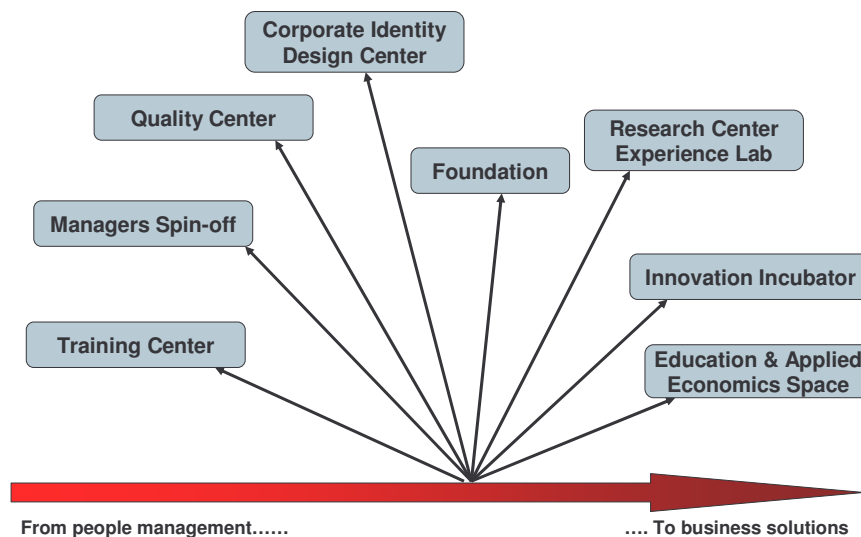 Corporate Identity
Design Center
Quality Center
Research Center
Experience Lab
Foundation
Managers Spin-off
Innovation Incubator
Training Center
Education & Applied
Economics Space
From people management……
…. To business solutions